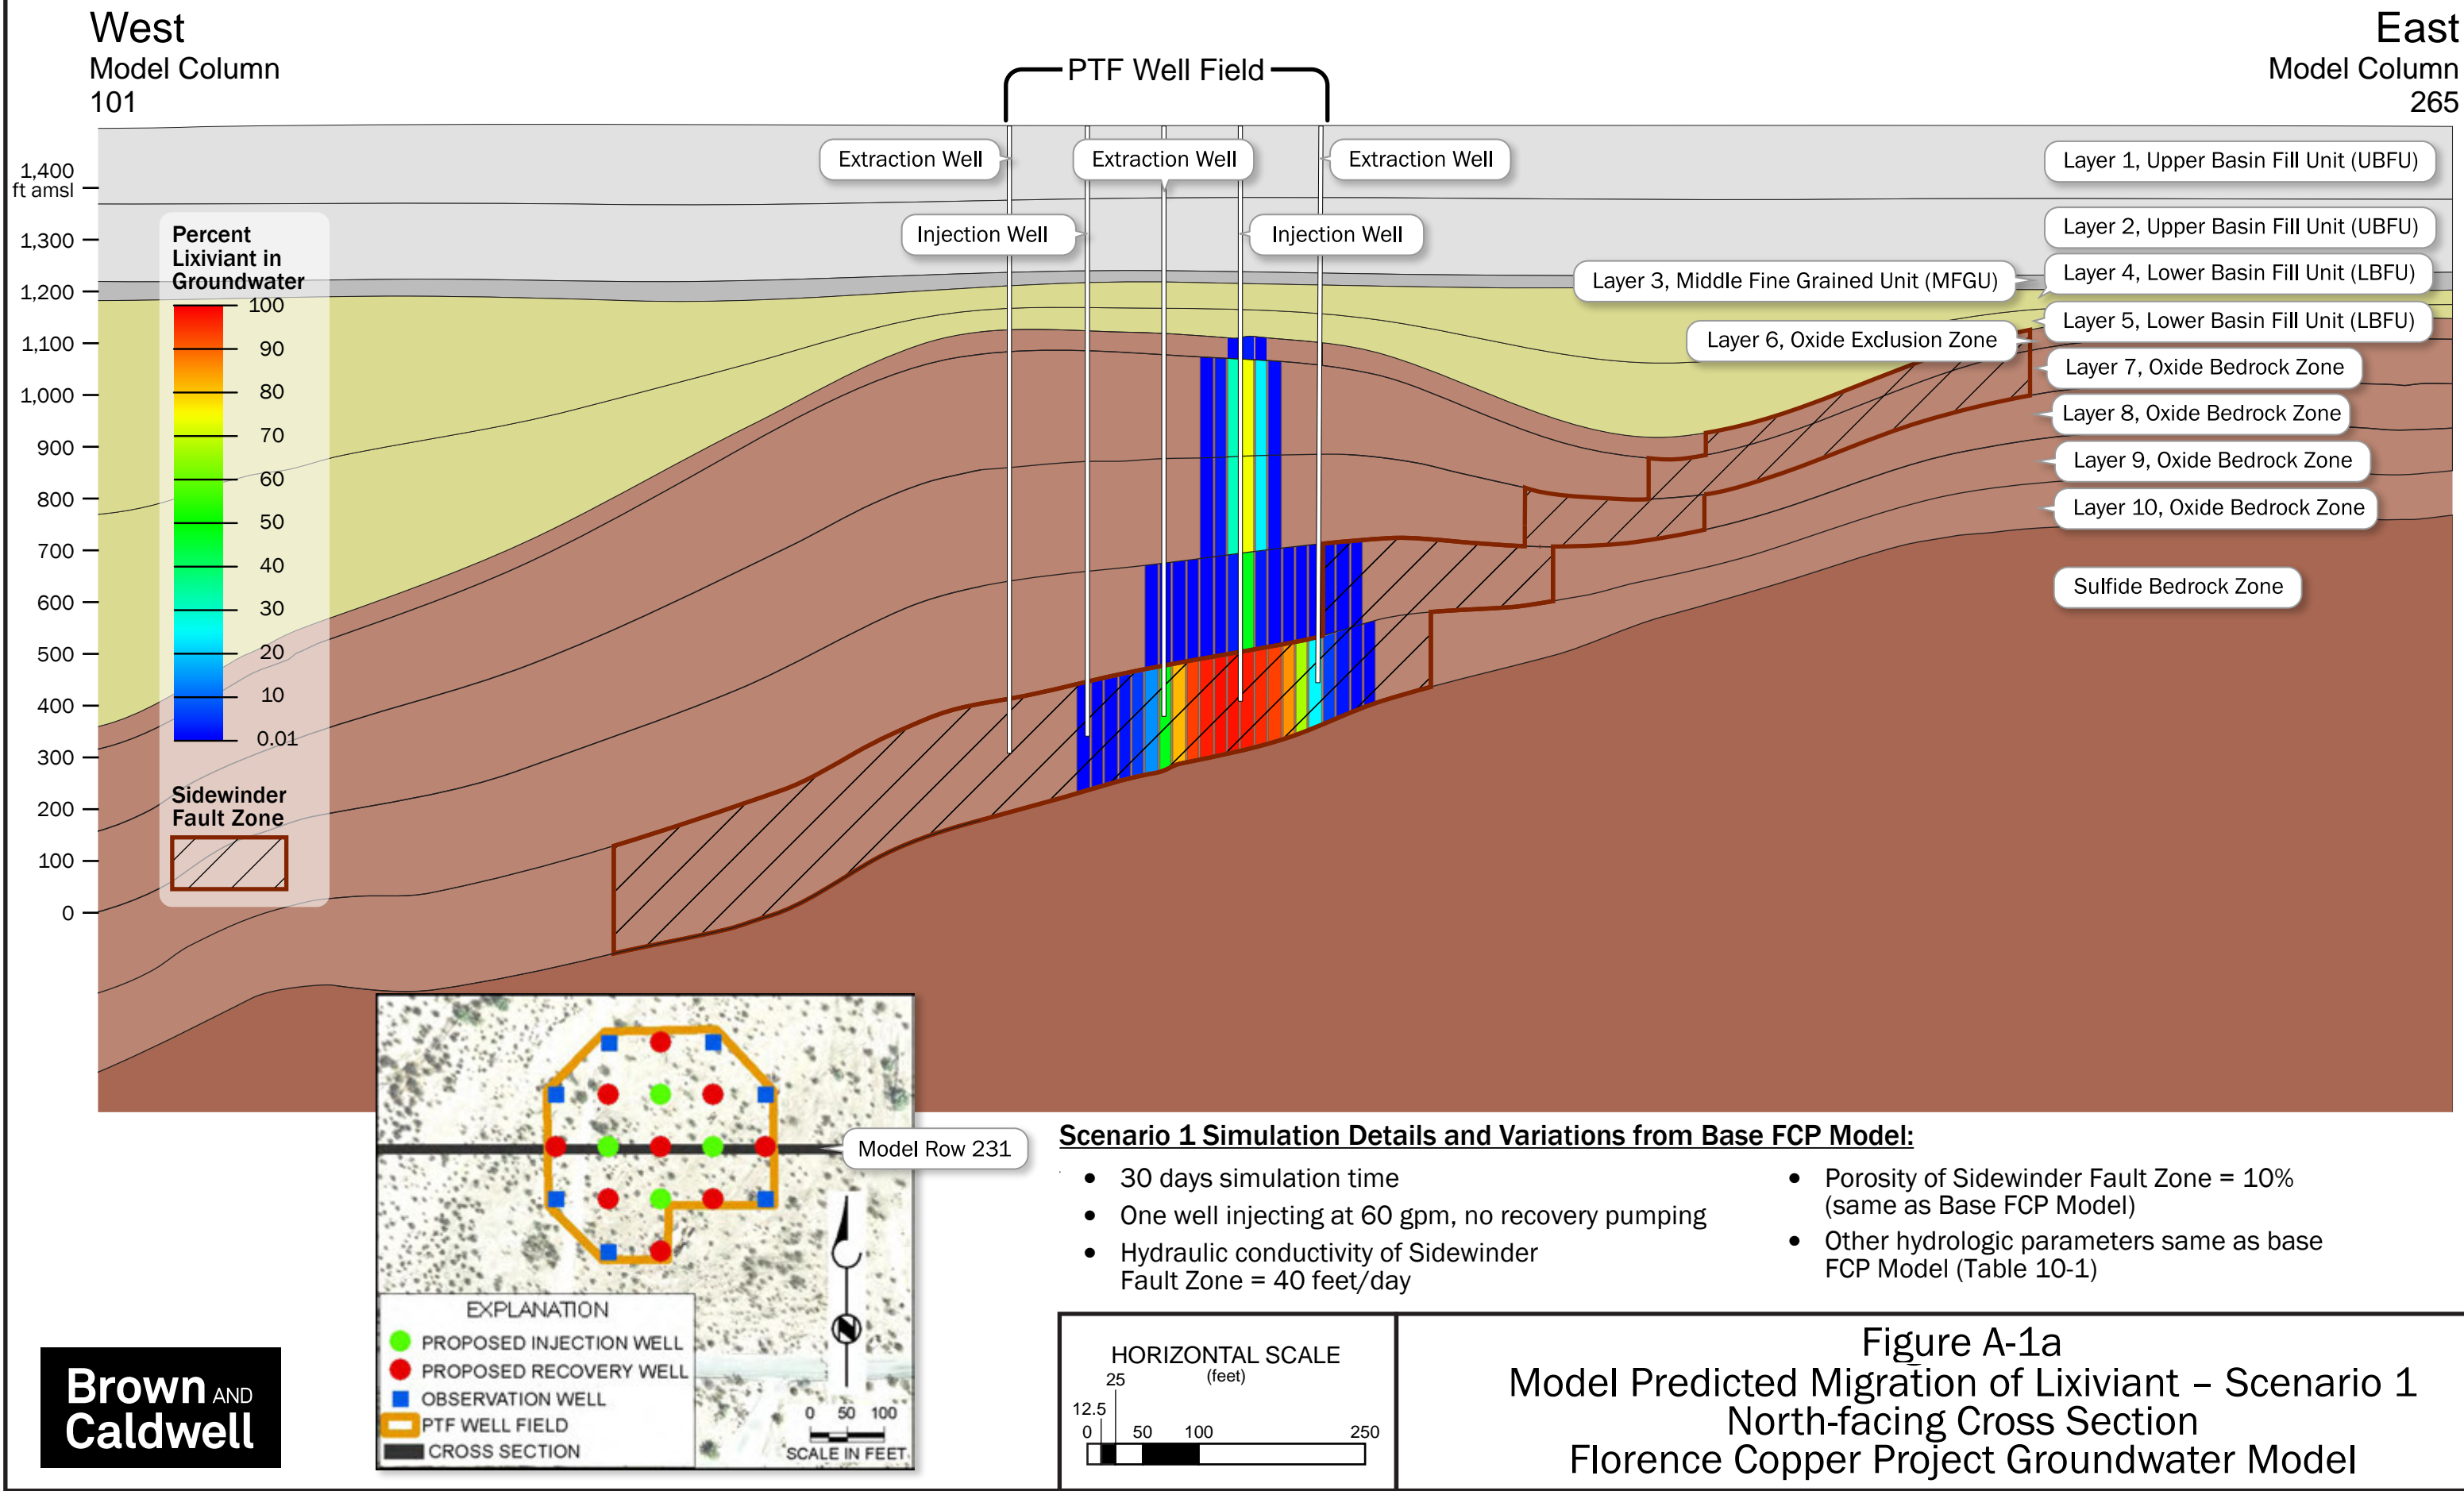 West
Model Column
101
East
Model Column
265
PTF Well Field
Extraction Well
Extraction Well
Extraction Well
Injection Well
Injection Well
Layer 1, Upper Basin Fill Unit (UBFU)
Layer 2, Upper Basin Fill Unit (UBFU)
Layer 3, Middle Fine Grained Unit (MFGU)
Layer 4, Lower Basin Fill Unit (LBFU)
Layer 5, Lower Basin Fill Unit (LBFU)
Layer 6, Oxide Exclusion Zone
Layer 7, Oxide Bedrock Zone
Layer 8, Oxide Bedrock Zone
Layer 9, Oxide Bedrock Zone
Layer 10, Oxide Bedrock Zone
Sulfide Bedrock Zone
1,400
ft amsl
1,300
1,200
1,100
1,000
900
800
700
600
500
400
300
200
100
0
Percent
Lixiviant in
Groundwater
100
90
80
70
60
50
40
30
20
10
0.01
Sidewinder
Fault Zone
Model Row 231
EXPLANATION
PROPOSED INJECTION WELL
PROPOSED RECOVERY WELL
OBSERVATION WELL
PTF WELL FIELD
CROSS SECTION
N
0 50 100
SCALE IN FEET
Scenario 1 Simulation Details and Variations from Base FCP Model:
• 30 days simulation time
• One well injecting at 60 gpm, no recovery pumping
• Hydraulic conductivity of Sidewinder
Fault Zone = 40 feet/day
• Porosity of Sidewinder Fault Zone = 10%
(same as Base FCP Model)
• Other hydrologic parameters same as base
FCP Model (Table 10-1)
Brown AND
Caldwell
HORIZONTAL SCALE
(feet)
25
12.5
0 50 100 250
Figure A-1a
Model Predicted Migration of Lixiviant – Scenario 1
North-facing Cross Section
Florence Copper Project Groundwater Model